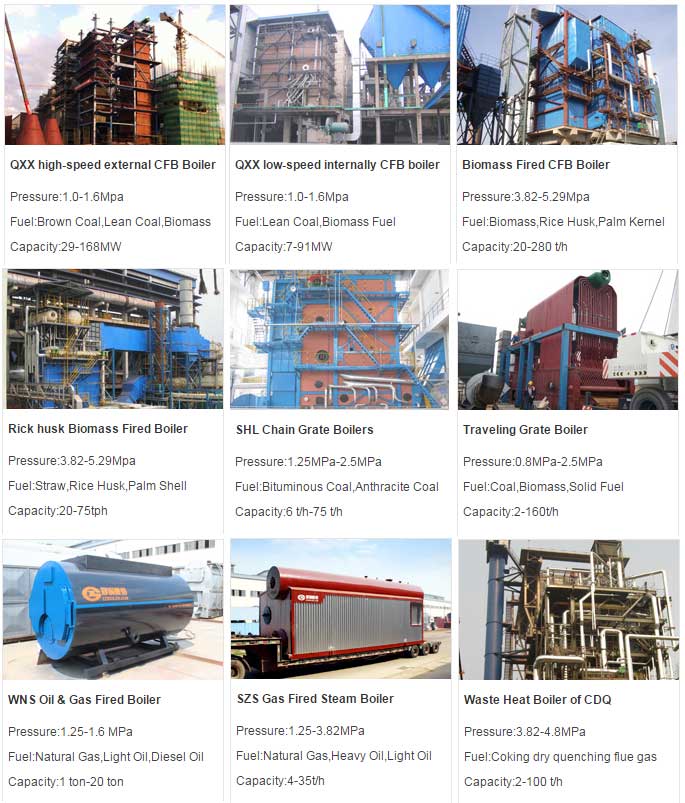 QXX high-speed external CFB Boiler
Pressure:1.0-1.6Mpa
Fuel:Brown Coal,Lean Coal,Biomass
Capacity:29-168MW
QXX low-speed internally CFB boiler
Pressure:1.0-1.6Mpa
Fuel:Lean Coal,Biomass Fuel
Capacity:7-91MW
Biomass Fired CFB Boiler
Pressure:3.82-5.29Mpa
Fuel:Biomass,Rice Husk,Palm Kernel
Capacity:20-280 t/h
Rick husk Biomass Fired Boiler
Pressure:3.82-5.29Mpa
Fuel:Straw,Rice Husk,Palm Shell
Capacity:20-75tph
SHL Chain Grate Boilers
Pressure:1.25MPa-2.5MPA
Fuel:Bituminous Coal,Anthracite Coal
Capacity:6 t/h-75 t/h
Traveling Grate Boiler
Pressure:0.8MPa-2.5MPA
Fuel:Coal,Biomass,Solid Fuel
Capacity:2-160t/h
WNS Oil & Gas Fired Boiler
Pressure:1.25-1.6 MPa
Fuel:Natural Gas,Light Oil,Diesel Oil
Capacity:1 ton-20 ton
SZS Gas Fired Steam Boiler
Pressure:1.25-3.82MPa
Fuel:Natural Gas,Heavy Oil,Light Oil
Capacity:4-35t/h
Waste Heat Boiler of CDQ
Pressure:3.82-4.8MPa
Fuel:Coking dry quenching flue gas
Capacity:2-100 t/h